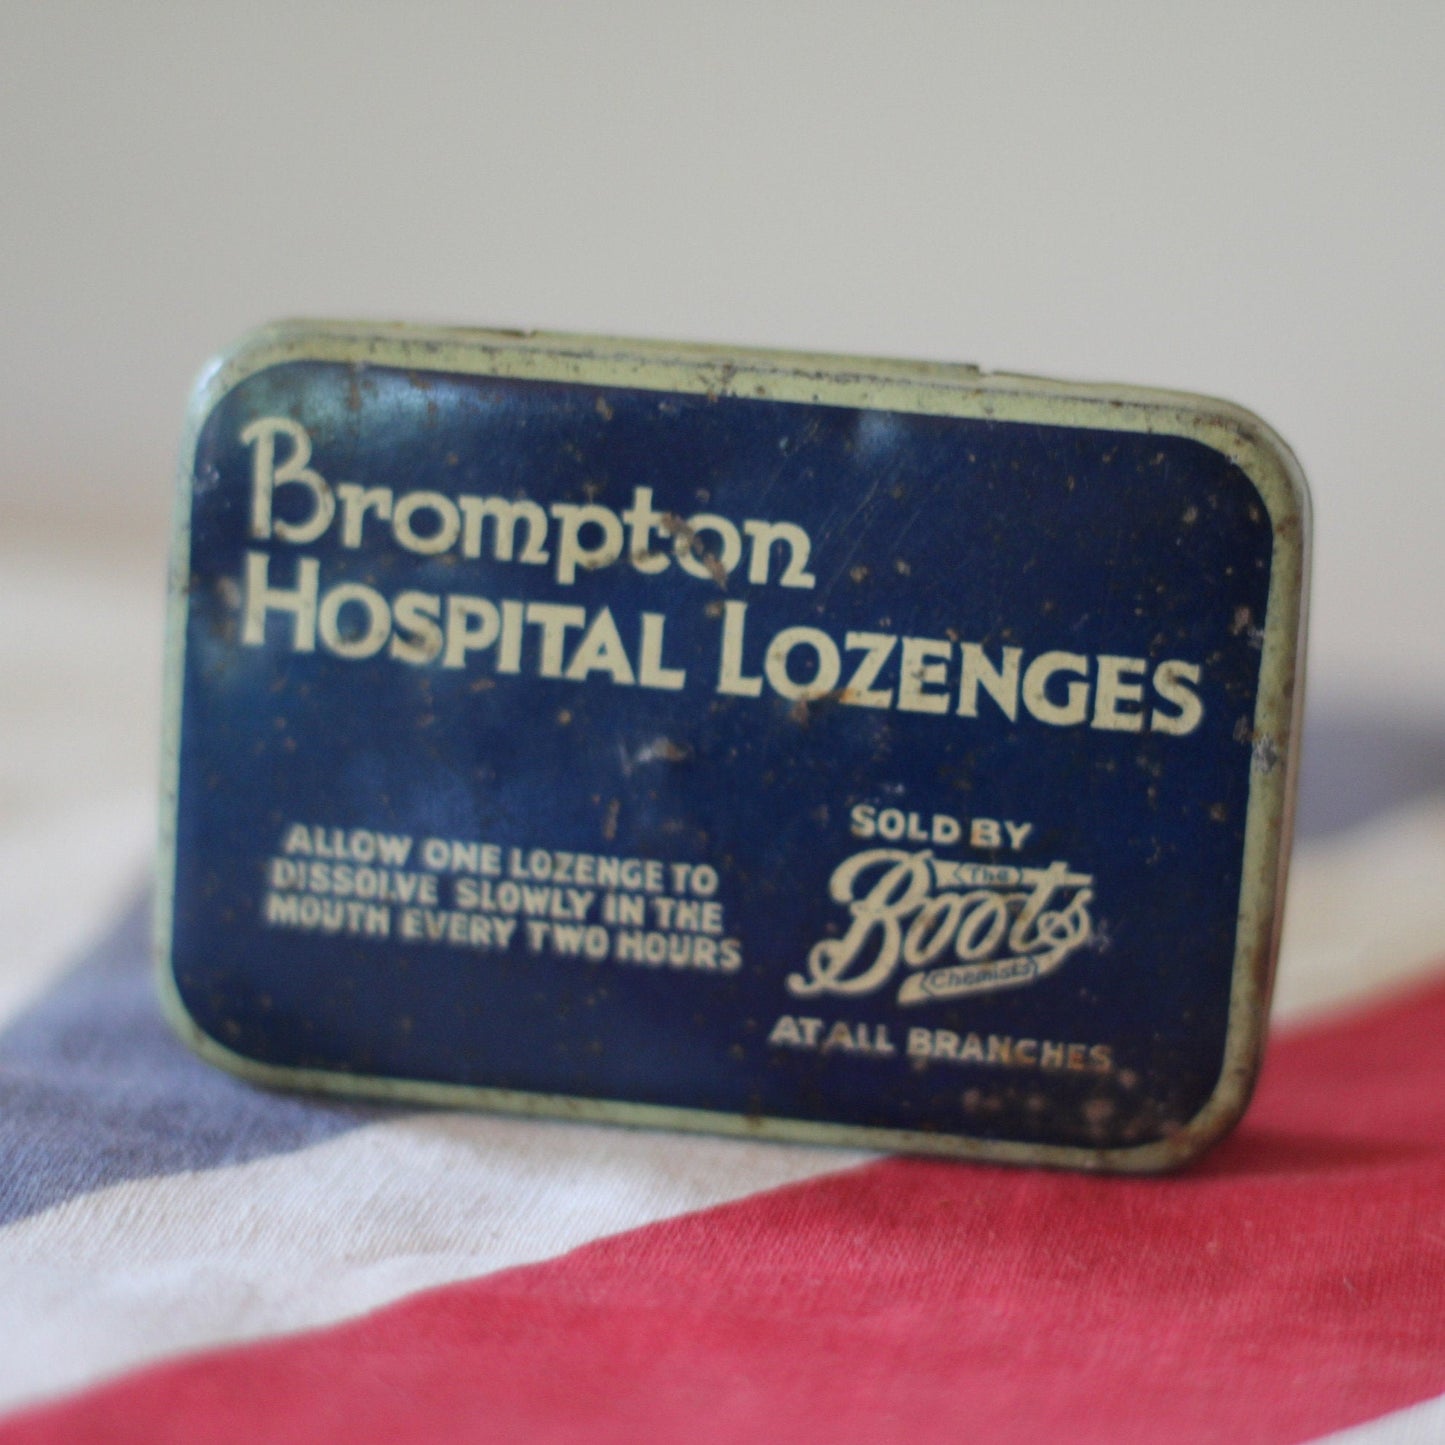 Brompton
HOSPITAL LOZENGES
ALLOW ONE LOZENGE TO
DISSOLVE SLOWLY IN THE
MOUTH EVERY TWO HOURS
SOLD BY
The
Boots
Chemists
AT ALL BRANCHES